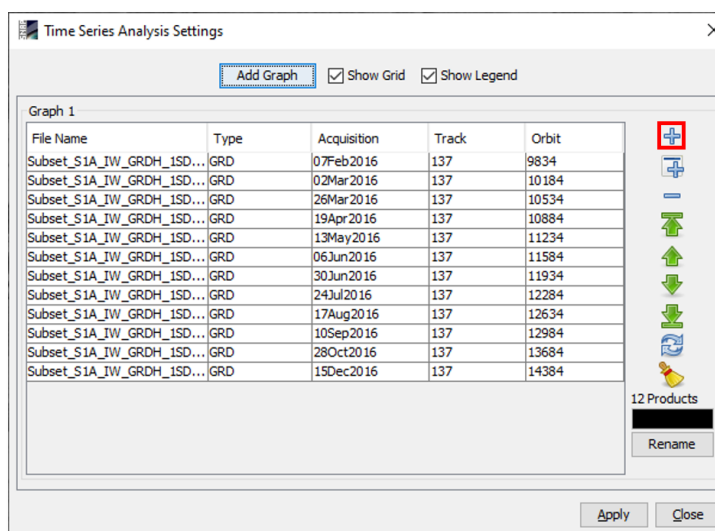 Time Series Analysis Settings
Add Graph Show Grid Show Legend
Graph 1
File Name Type Acquisition Track Orbit
Subset_S1A_IW_GRDH_1SD... GRD 07Feb2016 137 9834
Subset_S1A_IW_GRDH_1SD... GRD 02Mar2016 137 10184
Subset_S1A_IW_GRDH_1SD... GRD 26Mar2016 137 10534
Subset_S1A_IW_GRDH_1SD... GRD 19Apr2016 137 10884
Subset_S1A_IW_GRDH_1SD... GRD 13May2016 137 11234
Subset_S1A_IW_GRDH_1SD... GRD 06Jun2016 137 11584
Subset_S1A_IW_GRDH_1SD... GRD 30Jun2016 137 11934
Subset_S1A_IW_GRDH_1SD... GRD 24Jul2016 137 12284
Subset_S1A_IW_GRDH_1SD... GRD 17Aug2016 137 12634
Subset_S1A_IW_GRDH_1SD... GRD 10Sep2016 137 12984
Subset_S1A_IW_GRDH_1SD... GRD 28Oct2016 137 13684
Subset_S1A_IW_GRDH_1SD... GRD 15Dec2016 137 14384
12 Products
Rename
Apply Close